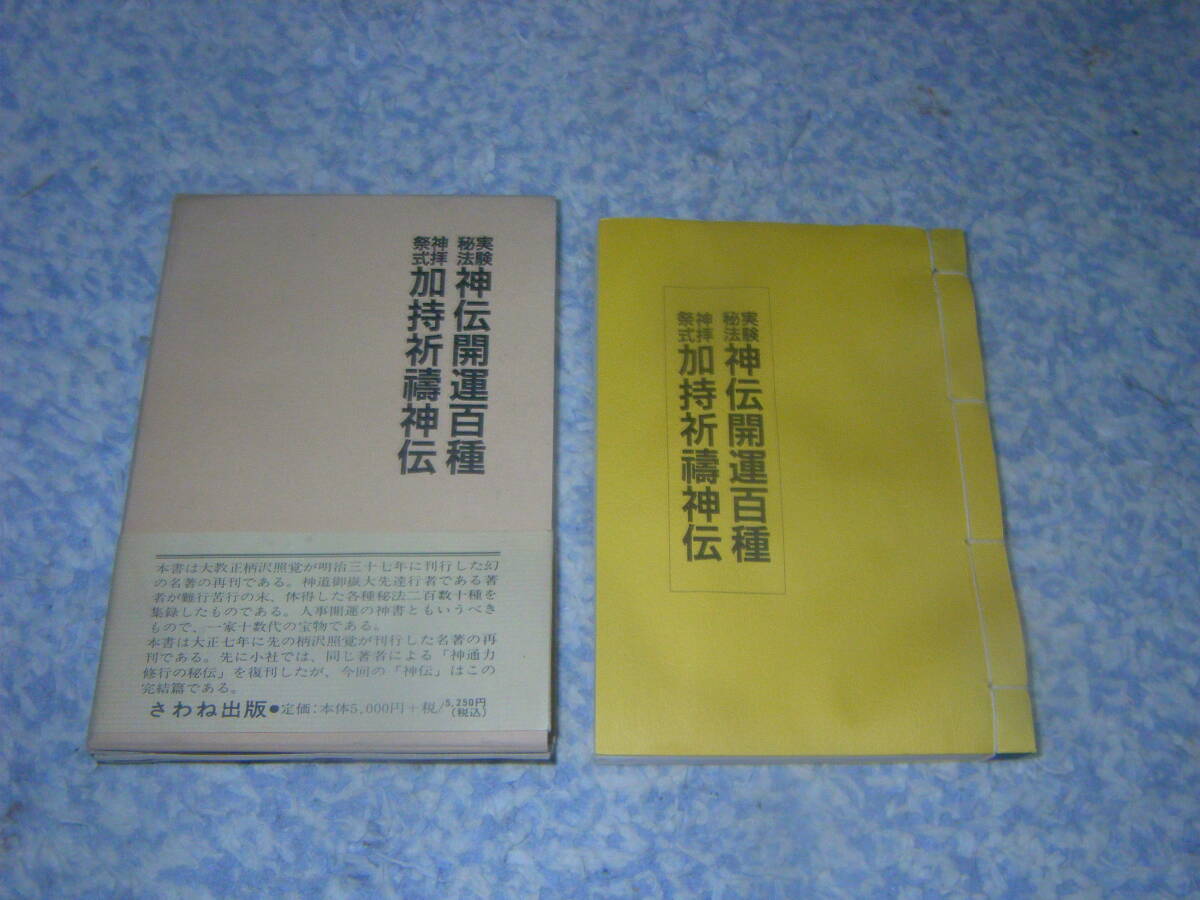 実験秘法 神伝開運百種
神拝祭式 加持祈禱神伝
本書は大教正柄沢照覚が明治三十七年に刊行した幻
の名著の再刊である。神道御嶽大先達行者である著
者が難行苦行の末、体得した各種秘法二百数十種を
集録したものである。人事開運の神書ともいうべき
もので、一家十数代の宝物である。
本書は大正七年に先の柄沢照覚が刊行した名著の再
刊である。先に小社では、同じ著者による「神通力
修行の秘伝」を復刊したが、今回の「神伝」はこの
完結篇である。
さわね出版●定価:本体5,000円+税/5,250円(税込)
実験秘法 神伝開運百種
神拝祭式 加持祈禱神伝